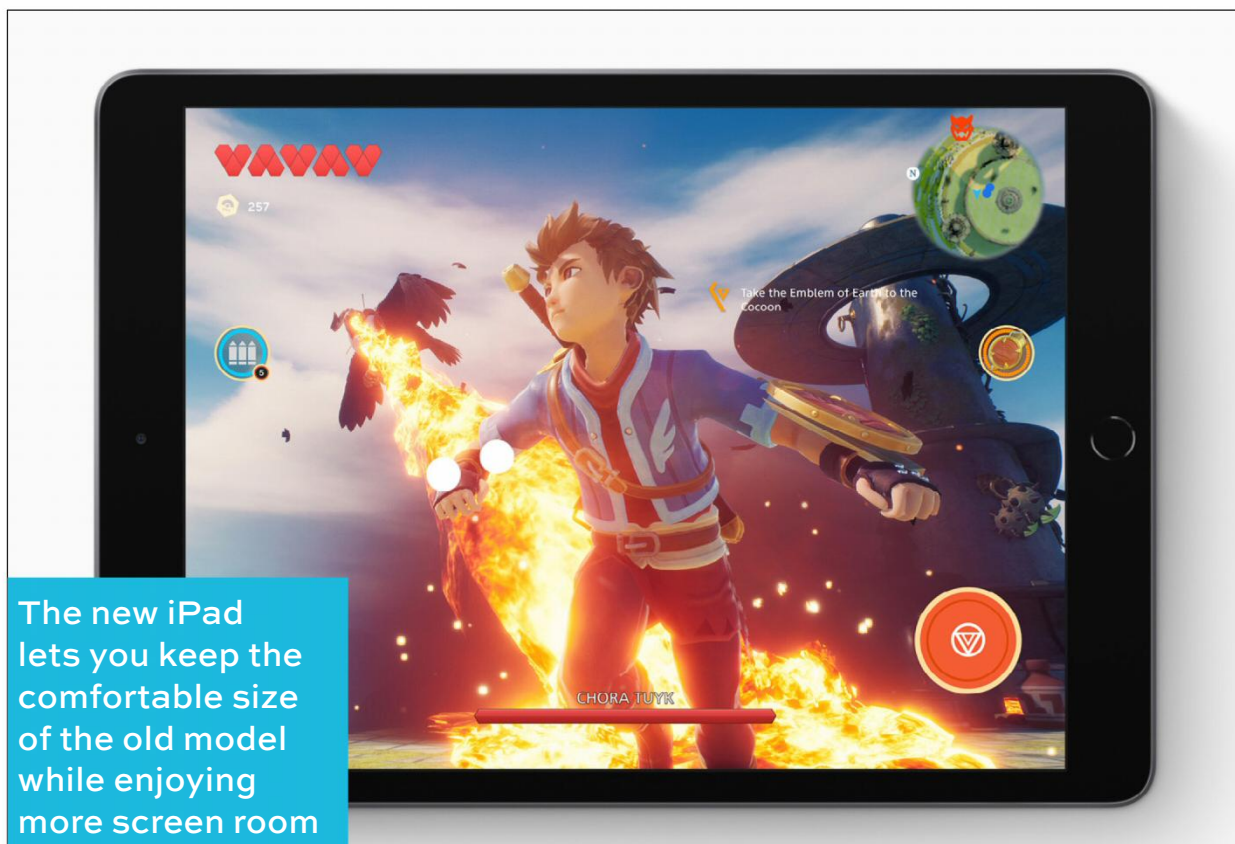 257
N
Take the Emblem of Earth to the
Cocoon
5
CHORA TUYK
The new iPad
lets you keep the
comfortable size
of the old model
while enjoying
more screen room